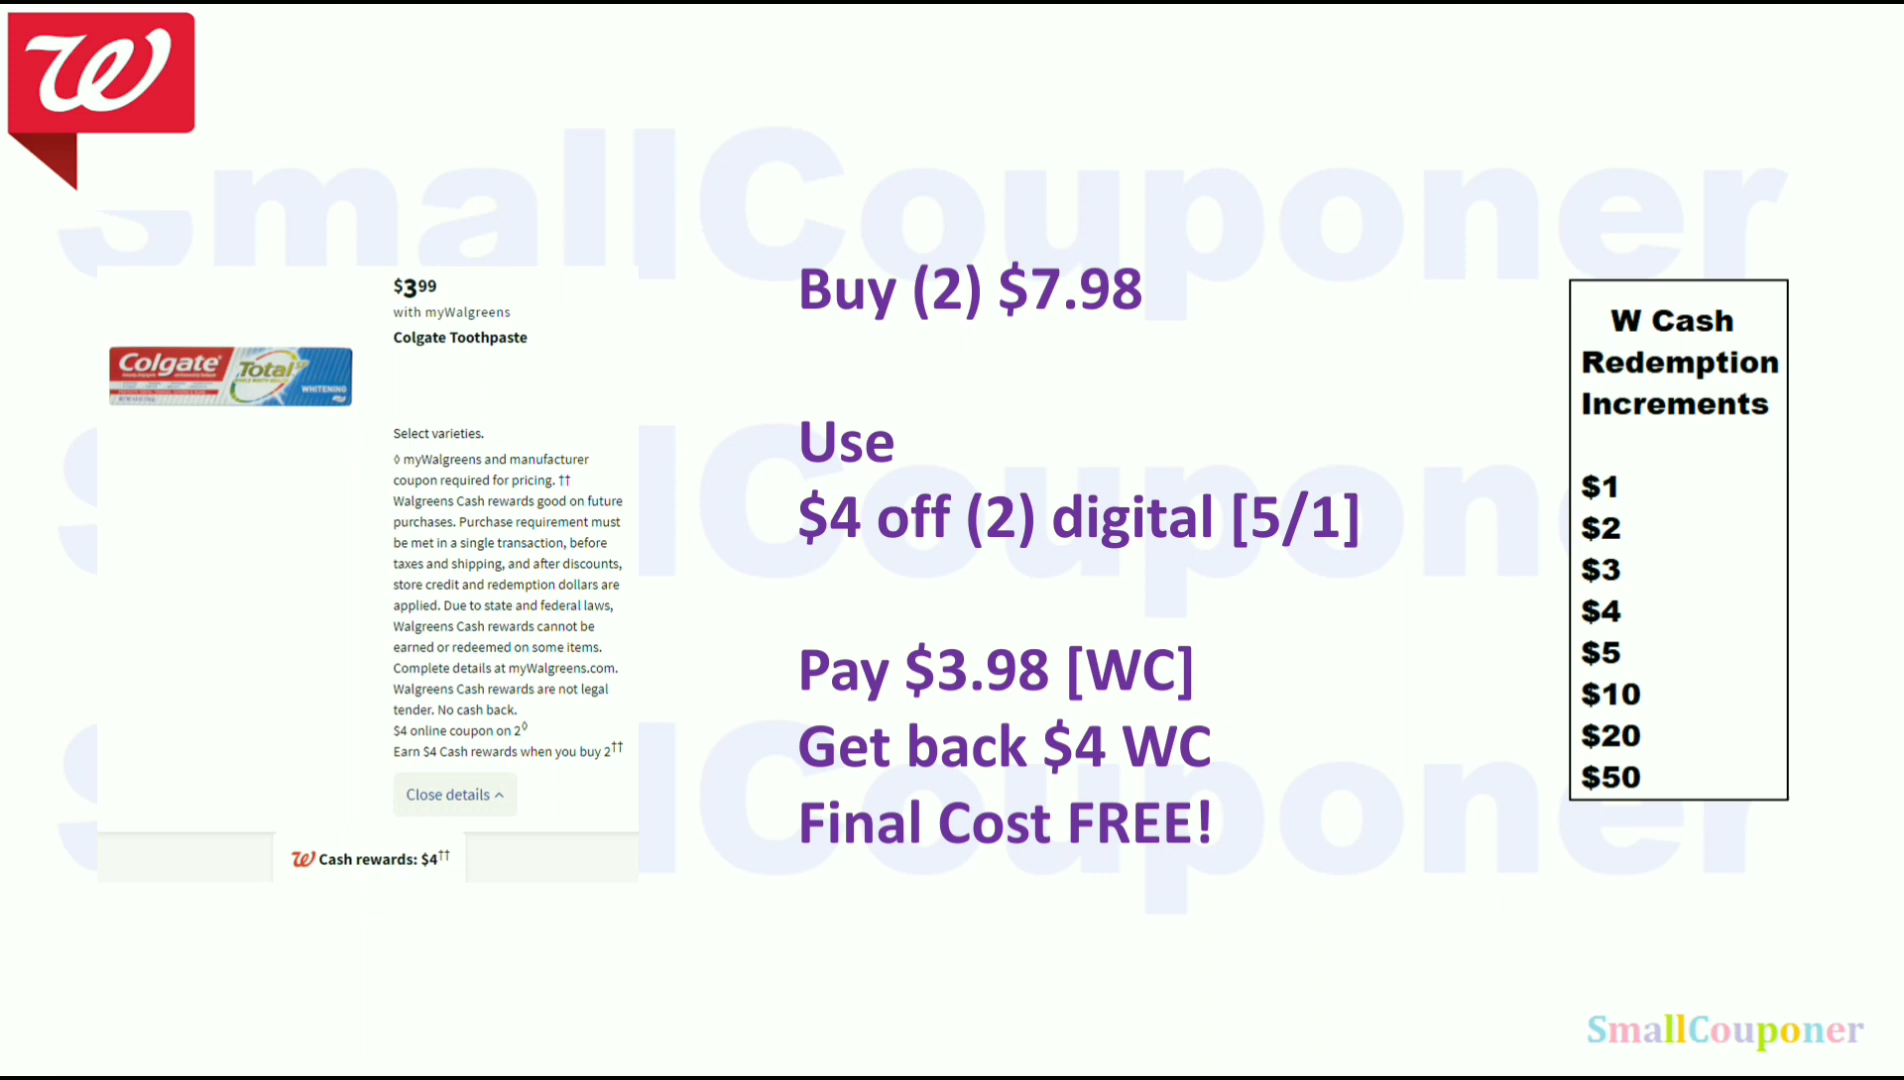 W
SmallCouponer
SmallCouponer
SmallCouponer
$3.99
with myWalgreens
Colgate Toothpaste
Colgate
Total SF
WHITENING
Select varieties.
◊ myWalgreens and manufacturer
coupon required for pricing. ††
Walgreens Cash rewards good on future
purchases. Purchase requirement must
be met in a single transaction, before
taxes and shipping, and after discounts,
store credit and redemption dollars are
applied. Due to state and federal laws,
Walgreens Cash rewards cannot be
earned or redeemed on some items.
Complete details at myWalgreens.com.
Walgreens Cash rewards are not legal
tender. No cash back.
$4 online coupon on 2◊
Earn $4 Cash rewards when you buy 2††
Close details
W Cash rewards: $4††
Buy (2) $7.98
Use
$4 off (2) digital [5/1]
Pay $3.98 [WC]
Get back $4 WC
Final Cost FREE!
W Cash
Redemption
Increments
$1
$2
$3
$4
$5
$10
$20
$50
SmallCouponer